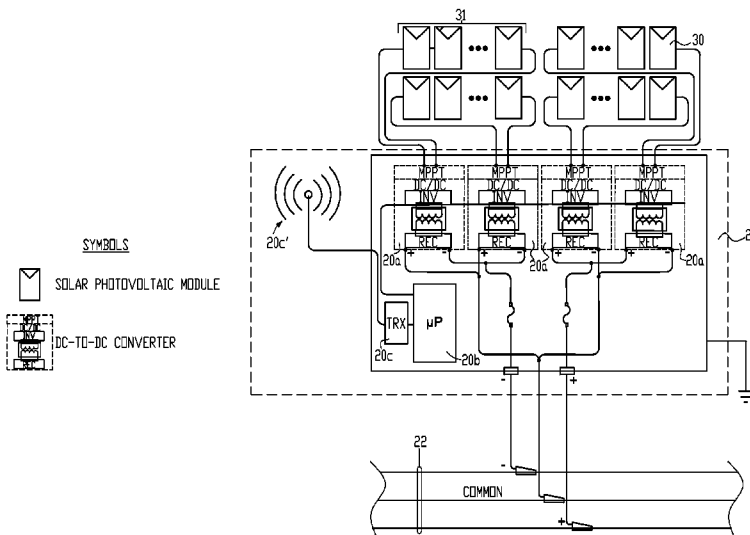 31
30
MPPT MPPT MPPT MPPT
DC/DC DC/DC DC/DC DC/DC
INV INV INV INV
REC REC REC REC
+ - + - + - + -
20c'
20a 20a 20a 20a
2
SYMBOLS
SOLAR PHOTOVOLTAIC MODULE
MPPT
DC/DC
INV
REC
DC-TO-DC CONVERTER
TRX
µP
20c
20b
- +
22
-
COMMON
+